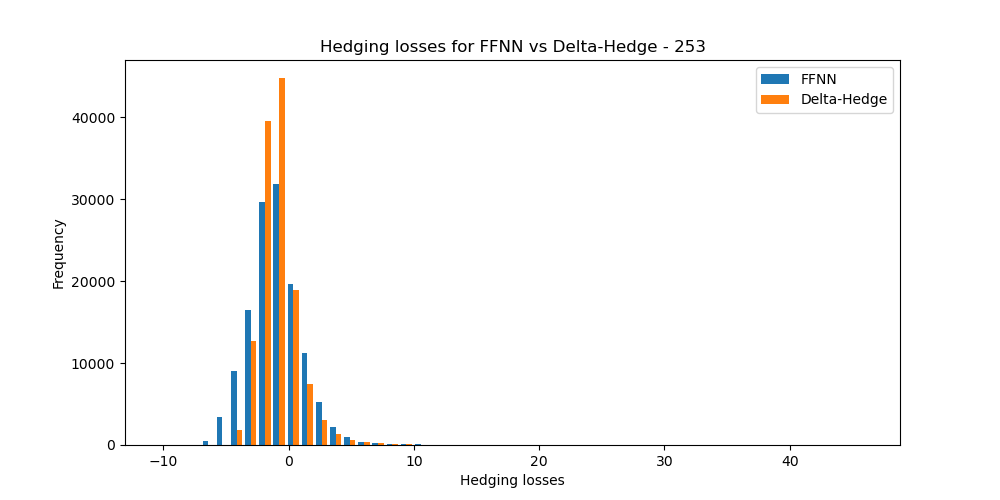 Hedging losses for FFNN vs Delta-Hedge - 253
FFNN
Delta-Hedge
Frequency
40000
30000
20000
10000
0
−10
0
10
20
30
40
Hedging losses